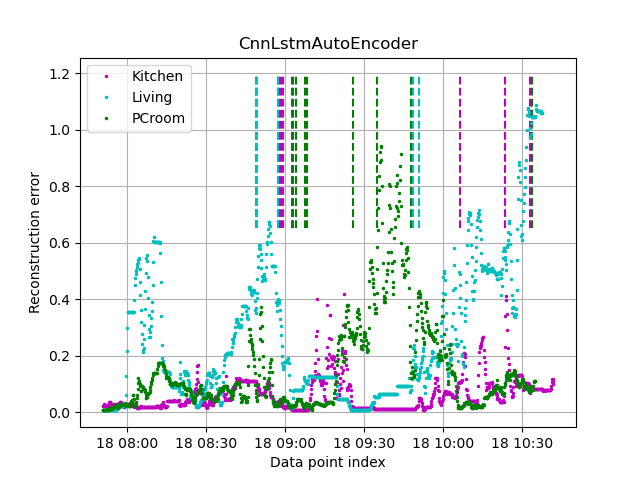 CnnLstmAutoEncoder
Kitchen
Living
PCroom
Reconstruction error
1.2
1.0
0.8
0.6
0.4
0.2
0.0
18 08:00 18 08:30 18 09:00 18 09:30 18 10:00 18 10:30
Data point index